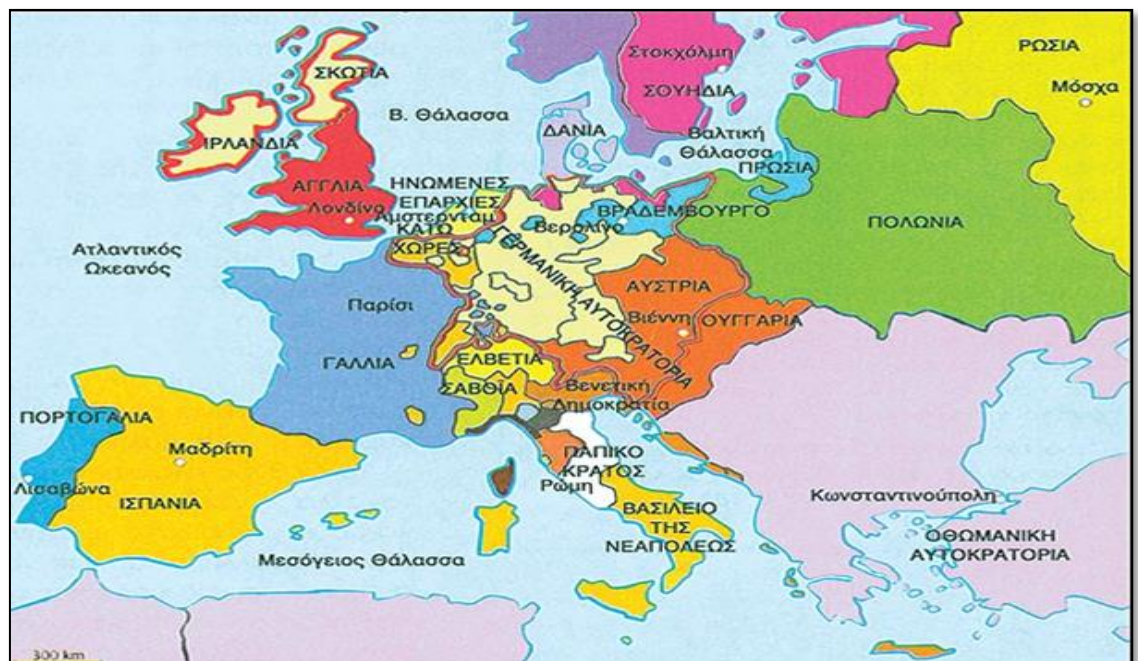 ΡΩΣΙΑ
Στοκχόλμη
ΣΚΩΤΙΑ
Μόσχα
ΣΟΥΗΔΙΑ
Β. Θάλασσα
ΔΑΝΙΑ
Βαλτική
Θάλασσα
ΙΡΛΑΝΔΙΑ
ΠΡΩΣΙΑ
ΑΓΓΛΙΑ
ΗΝΩΜΕΝΕΣ
ΕΠΑΡΧΙΕΣ
Λονδίνο
Άμστερνταμ
ΒΡΑΔΕΜΒΟΥΡΓΟ
Βερολίνο
ΠΟΛΩΝΙΑ
ΚΑΤΩ
ΧΩΡΕΣ
Ατλαντικός
Ωκεανός
ΓΕΡΜΑΝΙΚΗ ΑΥΤΟΚΡΑΤΟΡΙΑ
ΑΥΣΤΡΙΑ
Παρίσι
Βιέννη
ΟΥΓΓΑΡΙΑ
ΓΑΛΛΙΑ
ΕΛΒΕΤΙΑ
ΣΑΒΟΪΑ
Βενετική
Δημοκρατία
ΠΟΡΤΟΓΑΛΙΑ
Μαδρίτη
ΠΑΠΙΚΟ
ΚΡΑΤΟΣ
Ρώμη
Λισαβώνα
ΙΣΠΑΝΙΑ
Κωνσταντινούπολη
ΒΑΣΙΛΕΙΟ
ΤΗΣ
ΝΕΑΠΟΛΕΩΣ
ΟΘΩΜΑΝΙΚΗ
ΑΥΤΟΚΡΑΤΟΡΙΑ
Μεσόγειος Θάλασσα
300 km